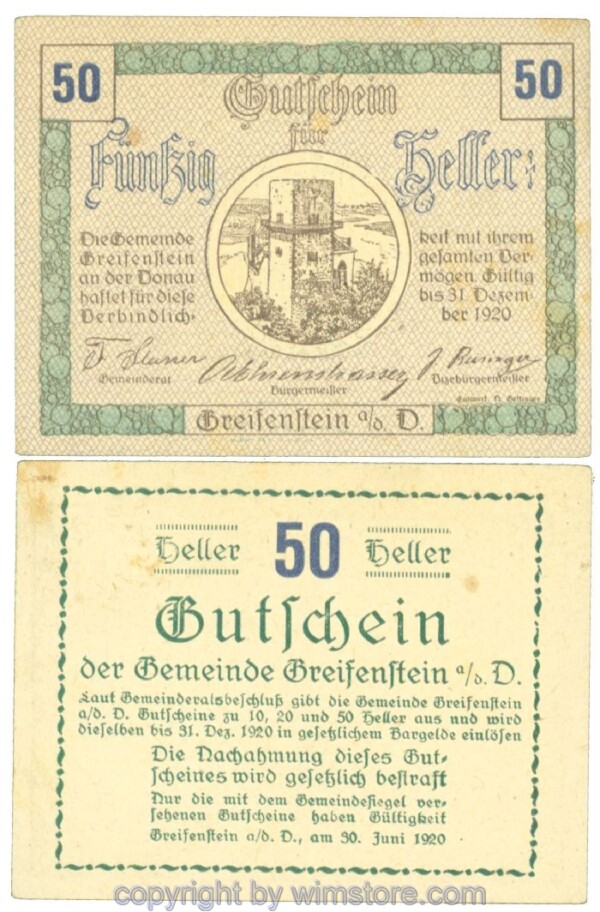 50
50
Gutschein
für
Fünfzig
Heller
Die Gemeinde
Greifenstein
an der Donau
haftet für diese
Verbindlich-
keit mit ihrem
gesamten Ver-
mögen. Gültig
bis 31. Dezem-
ber 1920
Gemeinderat
Bürgermeister
Vizebürgermeister
Entwurf
Greifenstein a/d. D.
Heller 50 Heller
Gutschein
der Gemeinde Greifenstein a/d. D.
Laut Gemeinderatsbeschluß gibt die Gemeinde Greifenstein
a/d. D. Gutscheine zu 10, 20 und 50 Heller aus und wird
dieselben bis 31. Dez. 1920 in gesetzlichem Bargelde einlösen
Die Nachahmung dieses Gut-
scheines wird gesetzlich bestraft
Nur die mit dem Gemeindesiegel ver-
sehenen Gutscheine haben Gültigkeit
Greifenstein a/d. D., am 30. Juni 1920
copyright by wimstore.com